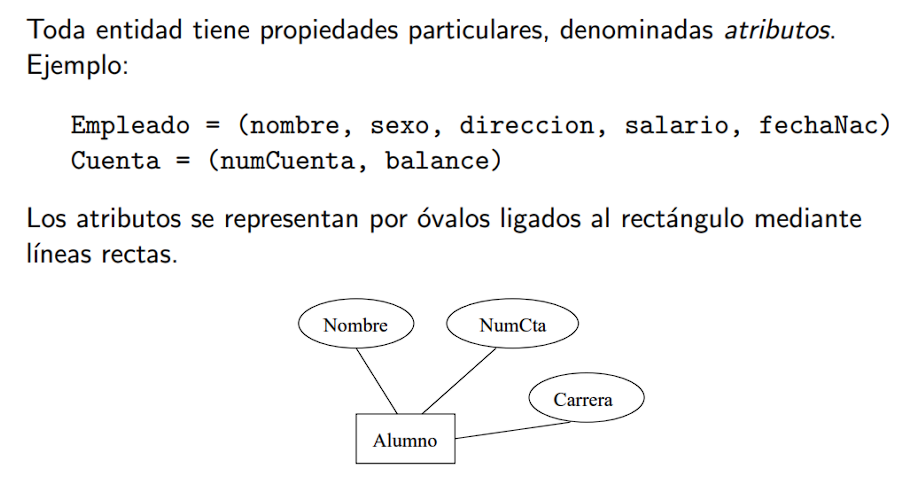 Toda entidad tiene propiedades particulares, denominadas atributos.
Ejemplo:
Empleado = (nombre, sexo, direccion, salario, fechaNac)
Cuenta = (numCuenta, balance)
Los atributos se representan por óvalos ligados al rectángulo mediante
líneas rectas.
Nombre
NumCta
Carrera
Alumno